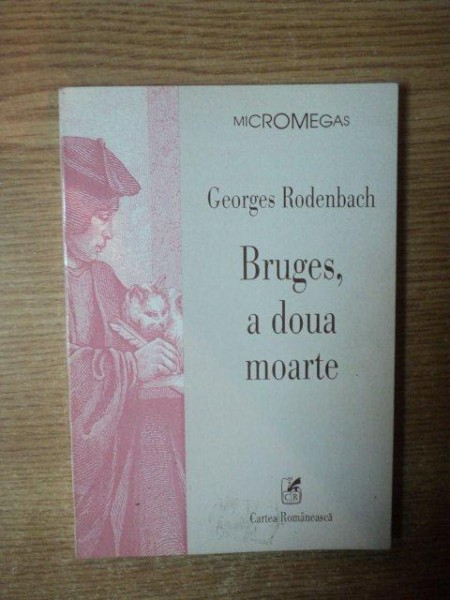 MICROMEGAS
Georges Rodenbach
Bruges,
a doua
moarte
CR
Cartea Românească